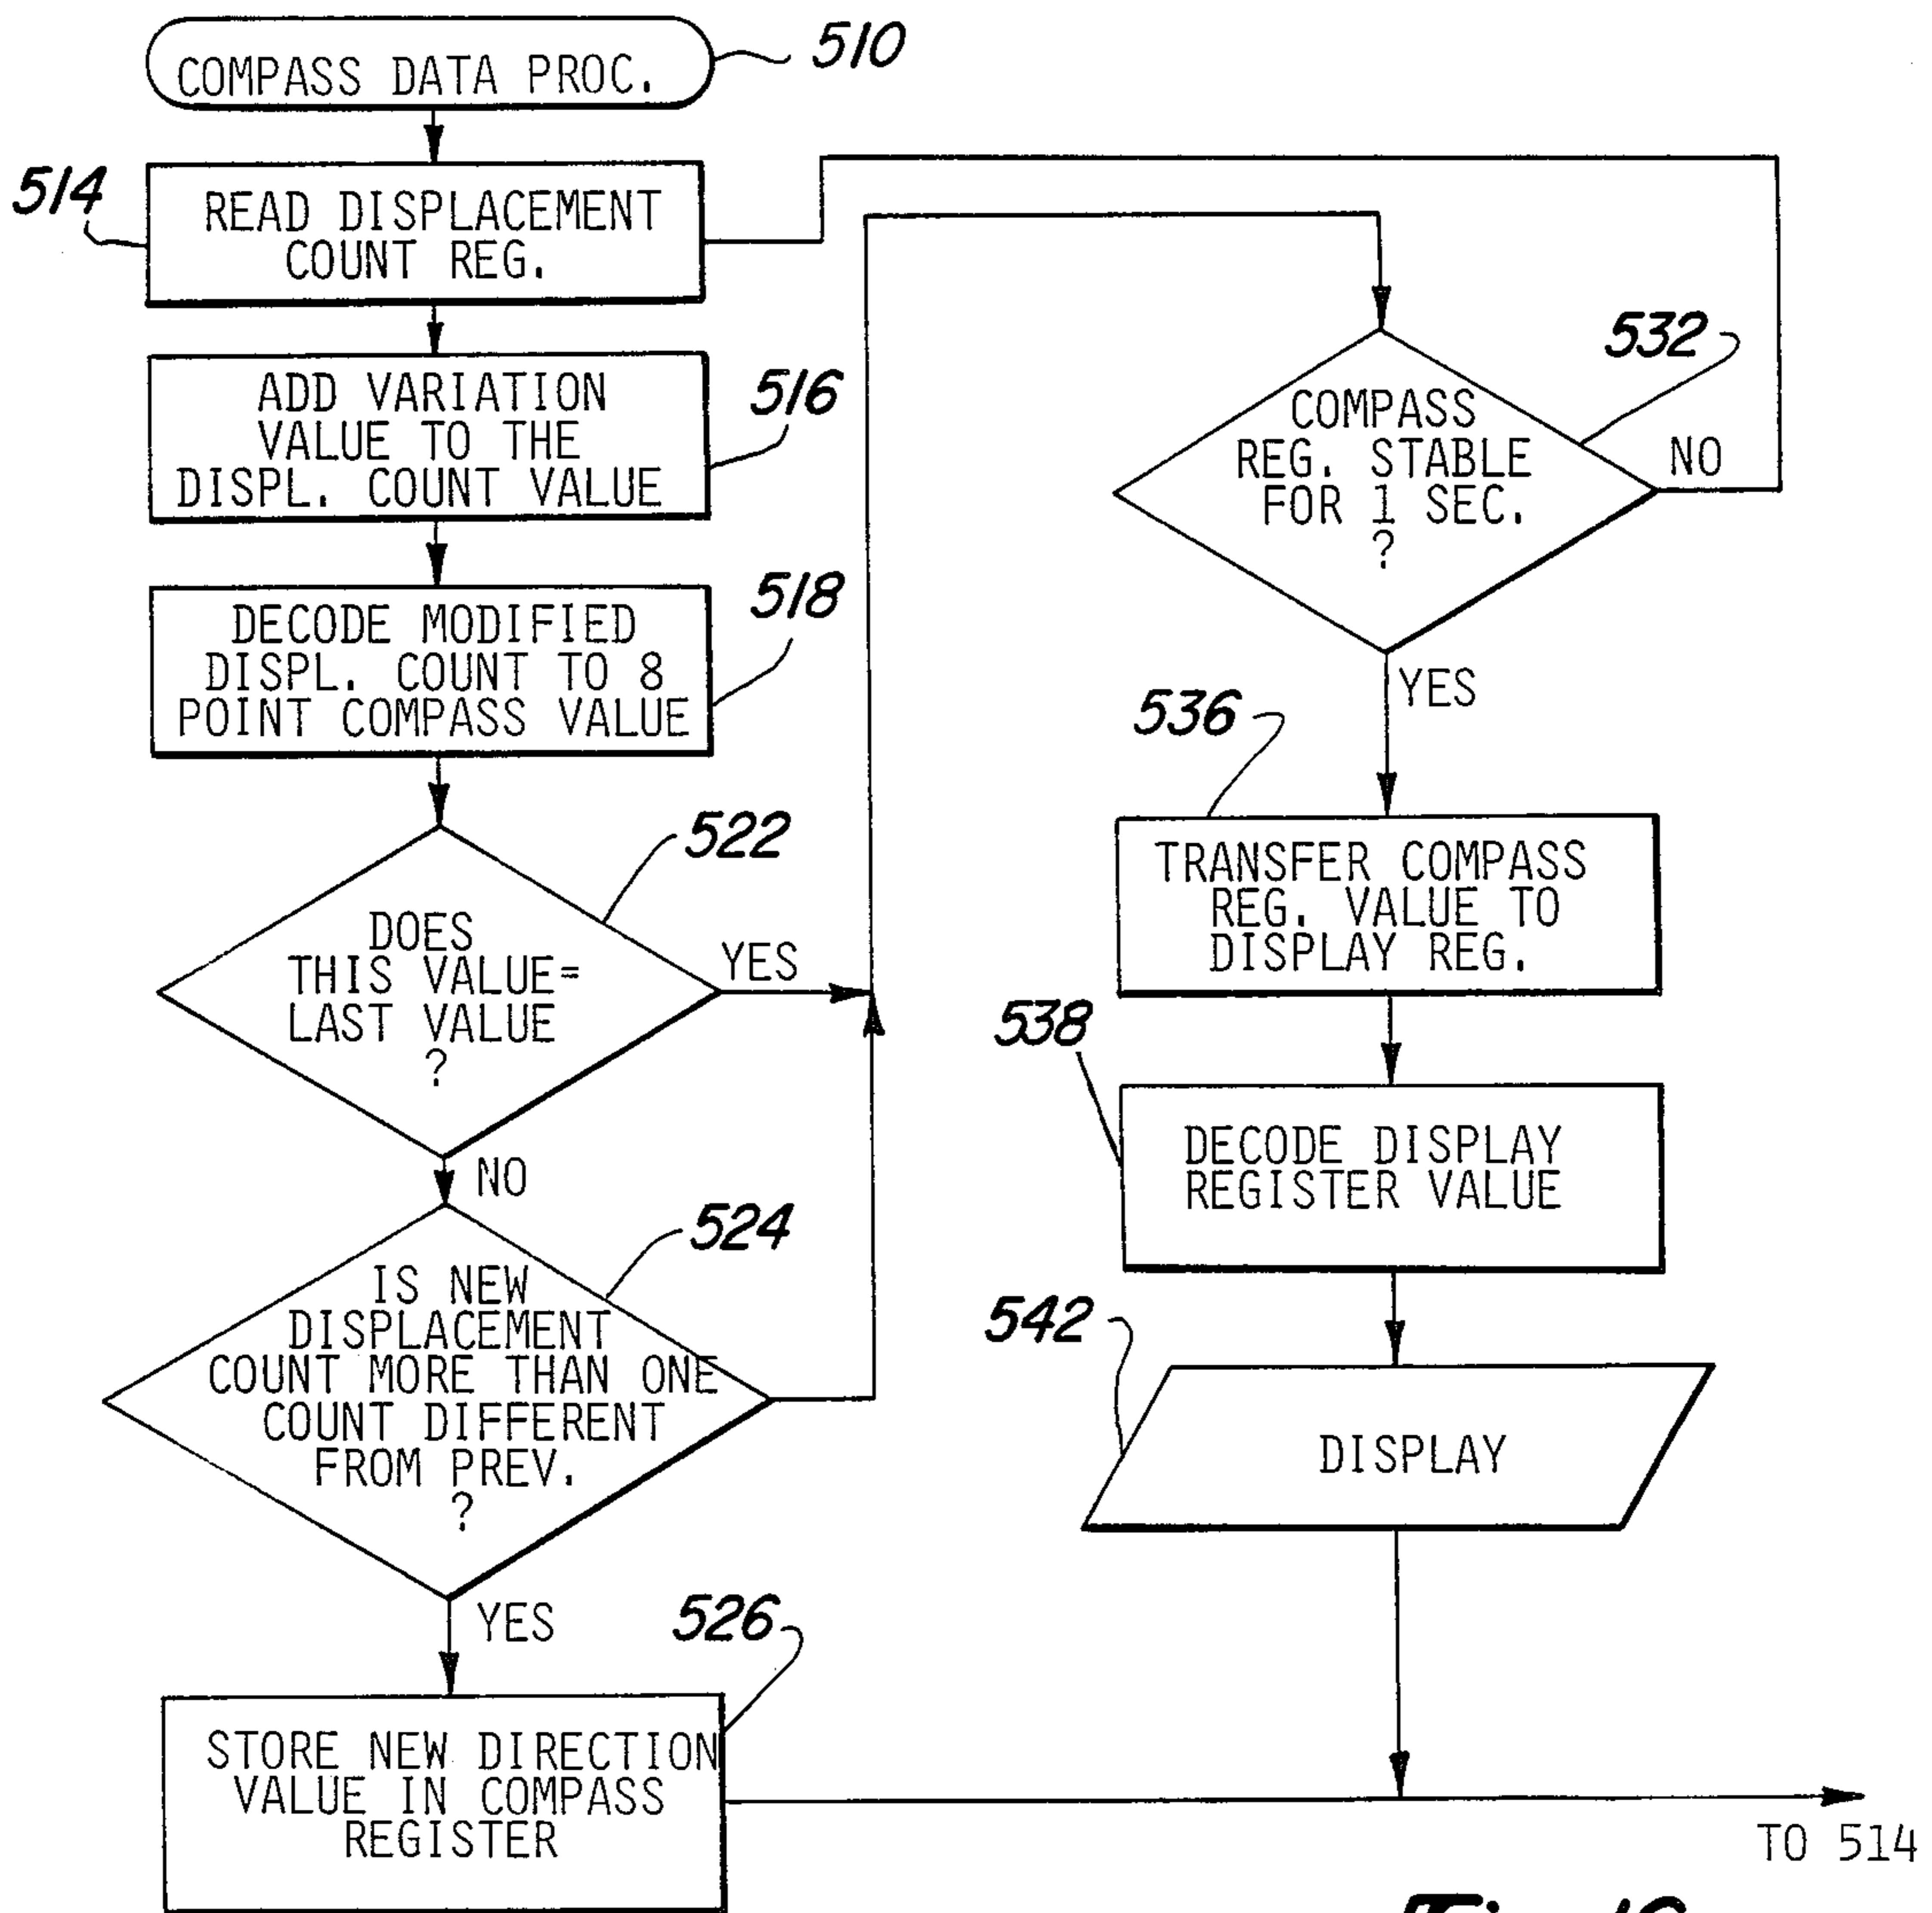 COMPASS DATA PROC.
510
514
READ DISPLACEMENT
COUNT REG.
ADD VARIATION
VALUE TO THE
DISPL. COUNT VALUE
516
DECODE MODIFIED
DISPL. COUNT TO 8
POINT COMPASS VALUE
518
DOES
THIS VALUE=
LAST VALUE
?
522
YES
NO
IS NEW
DISPLACEMENT
COUNT MORE THAN ONE
COUNT DIFFERENT
FROM PREV.
?
524
YES
526
STORE NEW DIRECTION
VALUE IN COMPASS
REGISTER
532
COMPASS
REG. STABLE
FOR 1 SEC.
?
NO
YES
536
TRANSFER COMPASS
REG. VALUE TO
DISPLAY REG.
538
DECODE DISPLAY
REGISTER VALUE
542
DISPLAY
TO 514